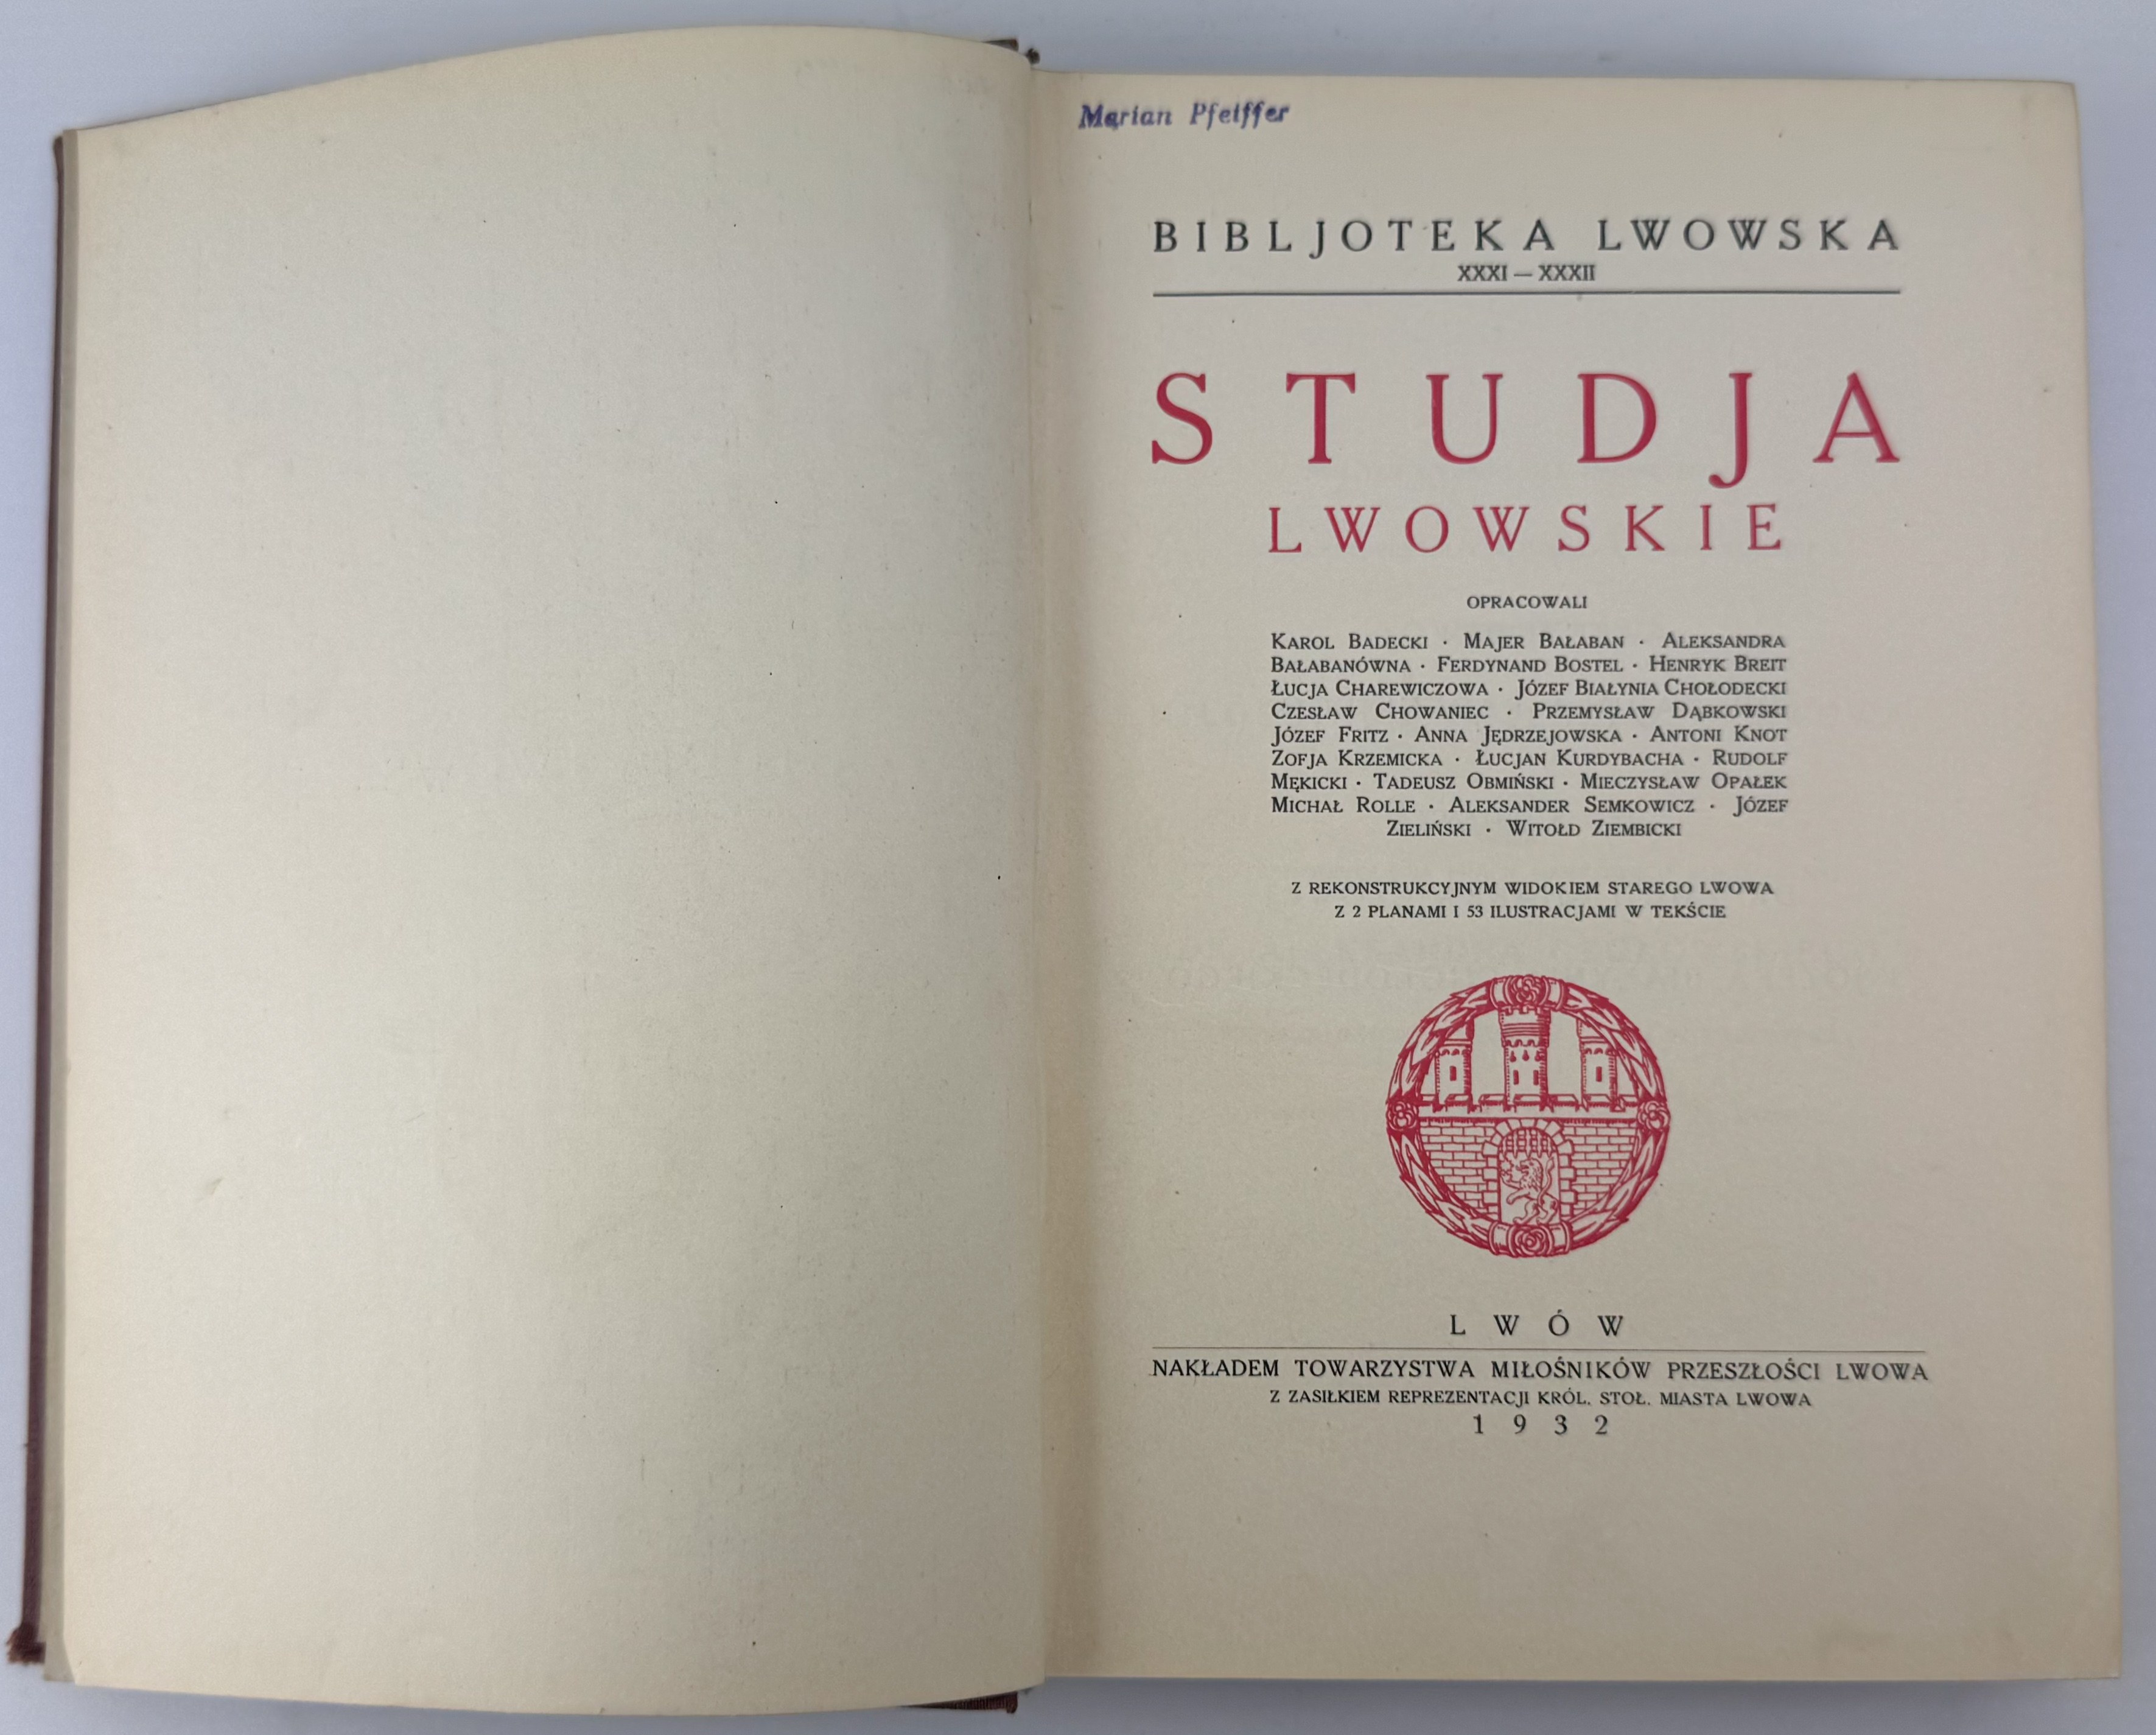 Marian Pfeiffer
BIBLJOTEKA LWOWSKA
XXXI — XXXII
STUDJA
LWOWSKIE
OPRACOWALI
KAROL BADECKI · MAJER BAŁABAN · ALEKSANDRA
BAŁABANÓWNA · FERDYNAND BOSTEL · HENRYK BREIT
ŁUCJA CHAREWICZOWA · JÓZEF BIAŁYNIA CHOŁODECKI
CZESŁAW CHOWANIEC · PRZEMYSŁAW DĄBKOWSKI
JÓZEF FRITZ · ANNA JĘDRZEJOWSKA · ANTONI KNOT
ZOFJA KRZEMICKA · ŁUCJAN KURDYBACHA · RUDOLF
MĘKICKI · TADEUSZ OBMIŃSKI · MIECZYSŁAW OPAŁEK
MICHAŁ ROLLE · ALEKSANDER SEMKOWICZ · JÓZEF
ZIELIŃSKI · WITOŁD ZIEMBICKI
Z REKONSTRUKCYJNYM WIDOKIEM STAREGO LWOWA
Z 2 PLANAMI I 53 ILUSTRACJAMI W TEKŚCIE
LWÓW
NAKŁADEM TOWARZYSTWA MIŁOŚNIKÓW PRZESZŁOŚCI LWOWA
Z ZASIŁKIEM REPREZENTACJI KRÓL. STOŁ. MIASTA LWOWA
1932